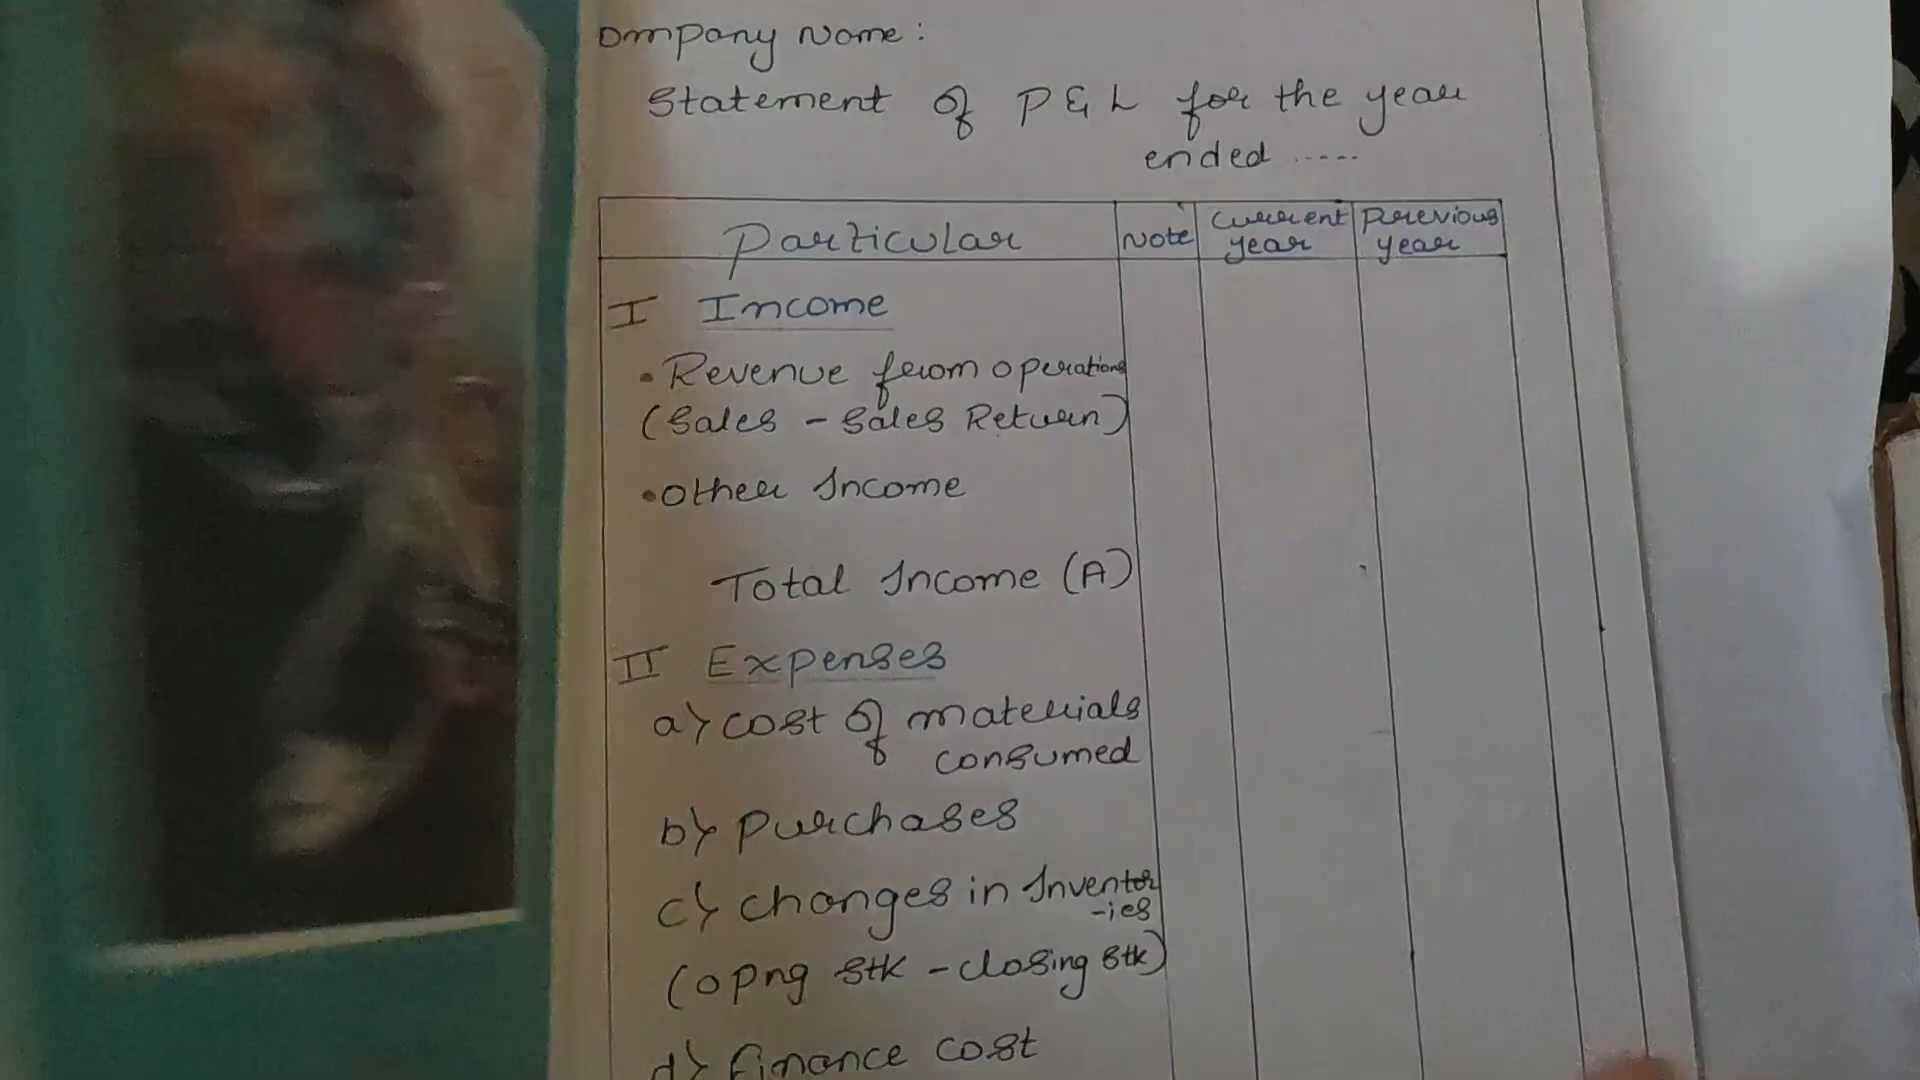 ompany Name:
Statement of P & L for the year
ended .....
Particular
Note
Current
year
Previous
year
I Income
• Revenue from operations
(Sales - Sales Return)
• Other Income
Total Income (A)
II Expenses
a) Cost of materials
consumed
b) Purchases
c) Changes in Inventor
-ies
(opng stk - closing stk)
d) Finance cost